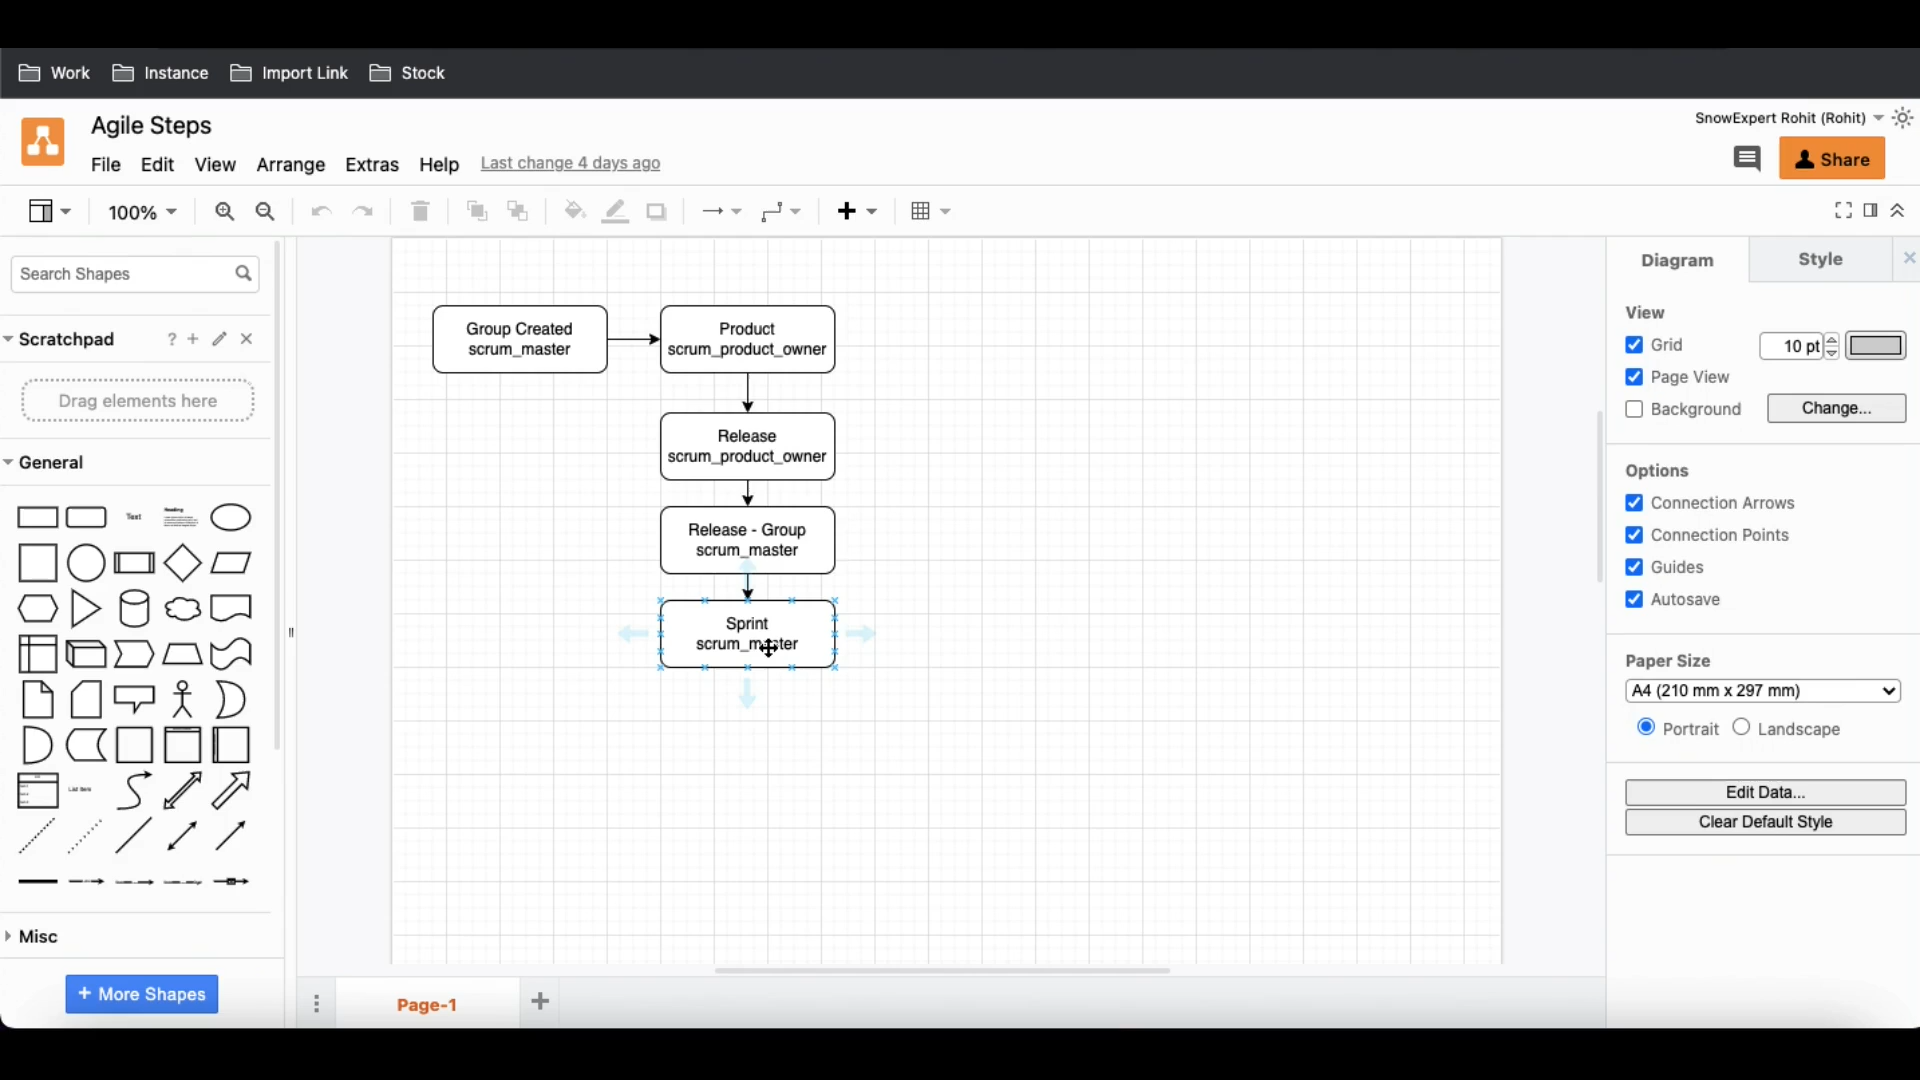 Work
Instance
Import Link
Stock
Agile Steps
SnowExpert Rohit (Rohit)
File
Edit
View
Arrange
Extras
Help
Last change 4 days ago
Share
100%
Search Shapes
Scratchpad
?
Drag elements here
General
Text
Heading
List Item
Misc
+ More Shapes
Group Created
scrum_master
Product
scrum_product_owner
Release
scrum_product_owner
Release - Group
scrum_master
Sprint
scrum_master
Page-1
Diagram
Style
View
Grid
10 pt
Page View
Background
Change...
Options
Connection Arrows
Connection Points
Guides
Autosave
Paper Size
A4 (210 mm x 297 mm)
Portrait
Landscape
Edit Data...
Clear Default Style